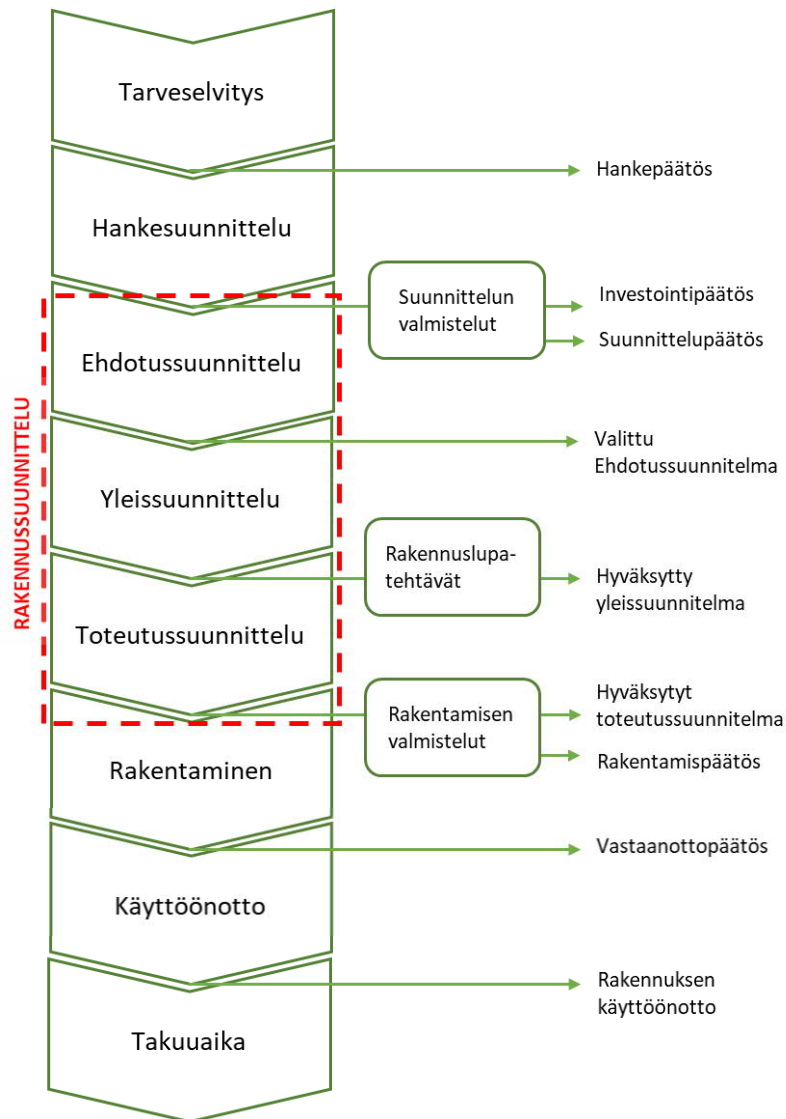 Tarveselvitys
Hankepäätös
Hankesuunnittelu
Suunnittelun
valmistelut
Investointipäätös
Suunnittelupäätös
RAKENNUSSUUNNITTELU
Ehdotussuunnittelu
Valittu
Ehdotussuunnitelma
Yleissuunnittelu
Rakennuslupa-
tehtävät
Hyväksytty
yleissuunnitelma
Toteutussuunnittelu
Rakentamisen
valmistelut
Hyväksytyt
toteutussuunnitelma
Rakentamispäätös
Rakentaminen
Vastaanottopäätös
Käyttöönotto
Rakennuksen
käyttöönotto
Takuuaika